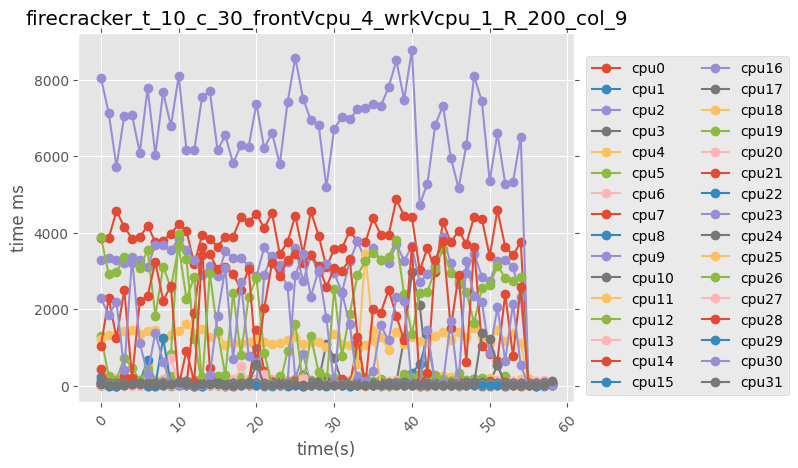 firecracker_t_10_c_30_frontVcpu_4_wrkVcpu_1_R_200_col_9
time ms
8000
6000
4000
2000
0
0
10
20
30
40
50
60
time(s)
cpu0
cpu1
cpu2
cpu3
cpu4
cpu5
cpu6
cpu7
cpu8
cpu9
cpu10
cpu11
cpu12
cpu13
cpu14
cpu15
cpu16
cpu17
cpu18
cpu19
cpu20
cpu21
cpu22
cpu23
cpu24
cpu25
cpu26
cpu27
cpu28
cpu29
cpu30
cpu31